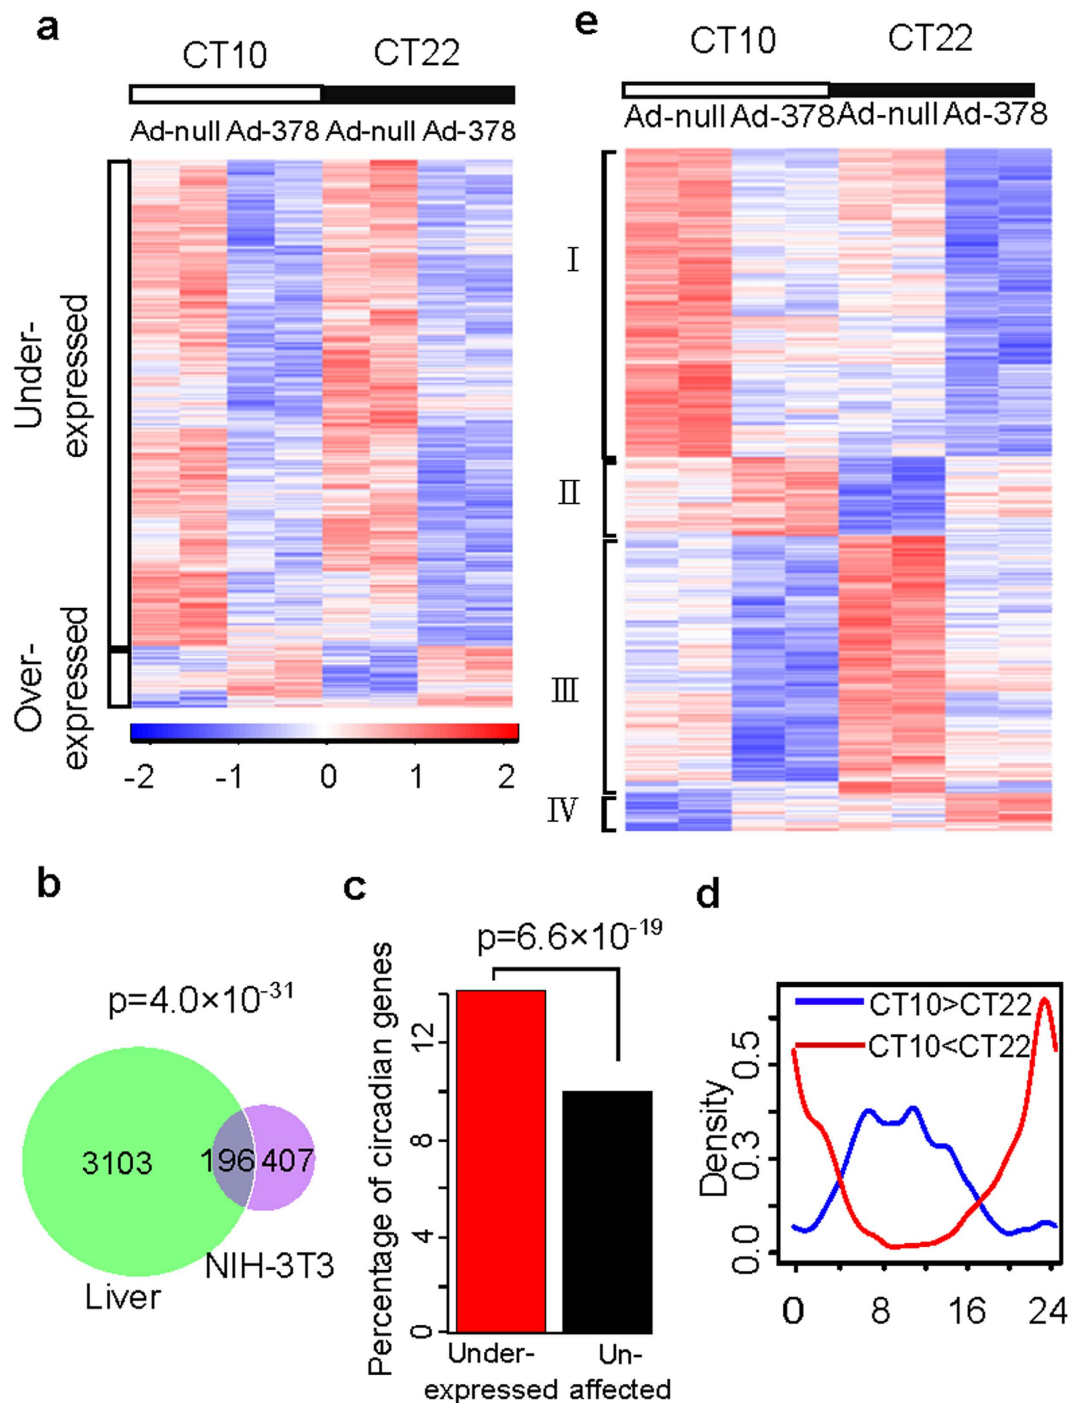 a
CT10 CT22
Ad-null Ad-378 Ad-null Ad-378
Under-
expressed
Over-
expressed
-2 -1 0 1 2
e
CT10 CT22
Ad-null Ad-378 Ad-null Ad-378
I
II
III
IV
b
p=4.0×10-31
3103 196 407
NIH-3T3
Liver
c
p=6.6×10-19
Percentage of circadian genes
12
8
4
0
Under-
expressed
Un-
affected
d
CT10>CT22
CT10<CT22
Density
0.5
0.3
0.0
0 8 16 24